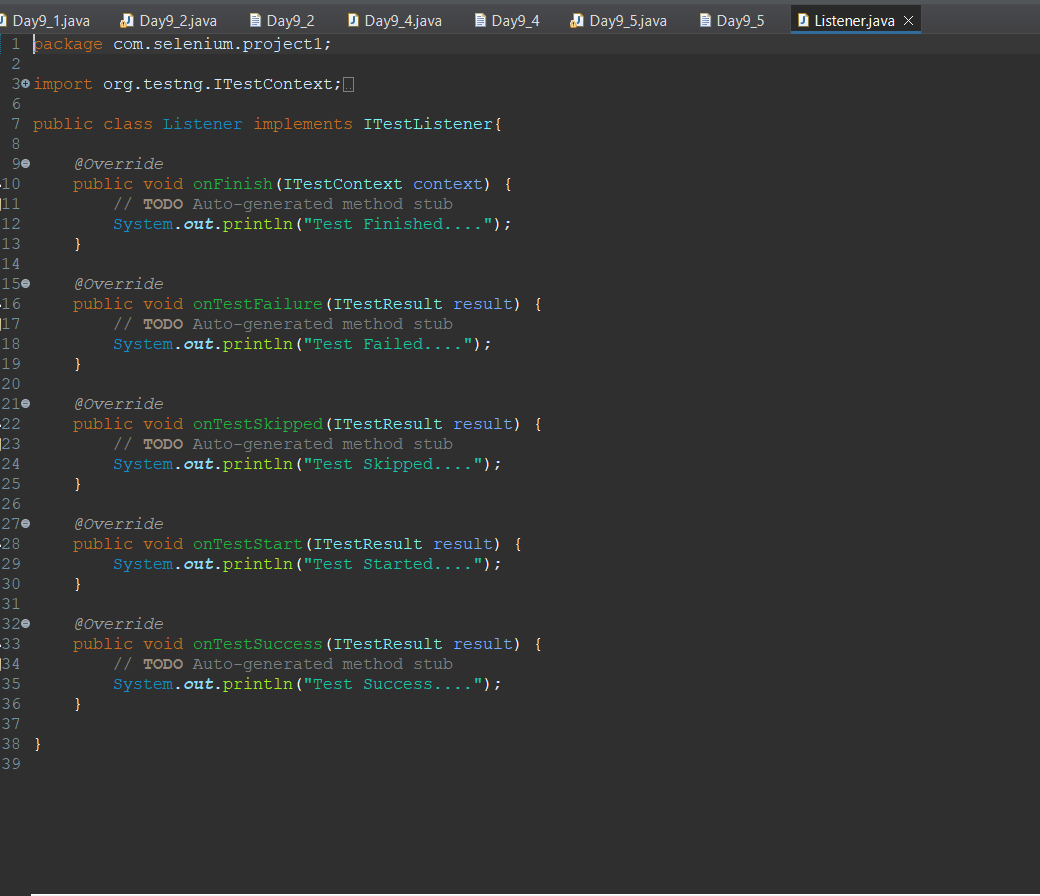 Day9_1.java Day9_2.java Day9_2 Day9_4.java Day9_4 Day9_5.java Day9_5 Listener.java
1 package com.selenium.project1;
2
3 import org.testng.ITestContext;
6
7 public class Listener implements ITestListener{
8
9 @Override
10 public void onFinish(ITestContext context) {
11 // TODO Auto-generated method stub
12 System.out.println("Test Finished....");
13 }
14
15 @Override
16 public void onTestFailure(ITestResult result) {
17 // TODO Auto-generated method stub
18 System.out.println("Test Failed....");
19 }
20
21 @Override
22 public void onTestSkipped(ITestResult result) {
23 // TODO Auto-generated method stub
24 System.out.println("Test Skipped....");
25 }
26
27 @Override
28 public void onTestStart(ITestResult result) {
29 System.out.println("Test Started....");
30 }
31
32 @Override
33 public void onTestSuccess(ITestResult result) {
34 // TODO Auto-generated method stub
35 System.out.println("Test Success....");
36 }
37
38 }
39